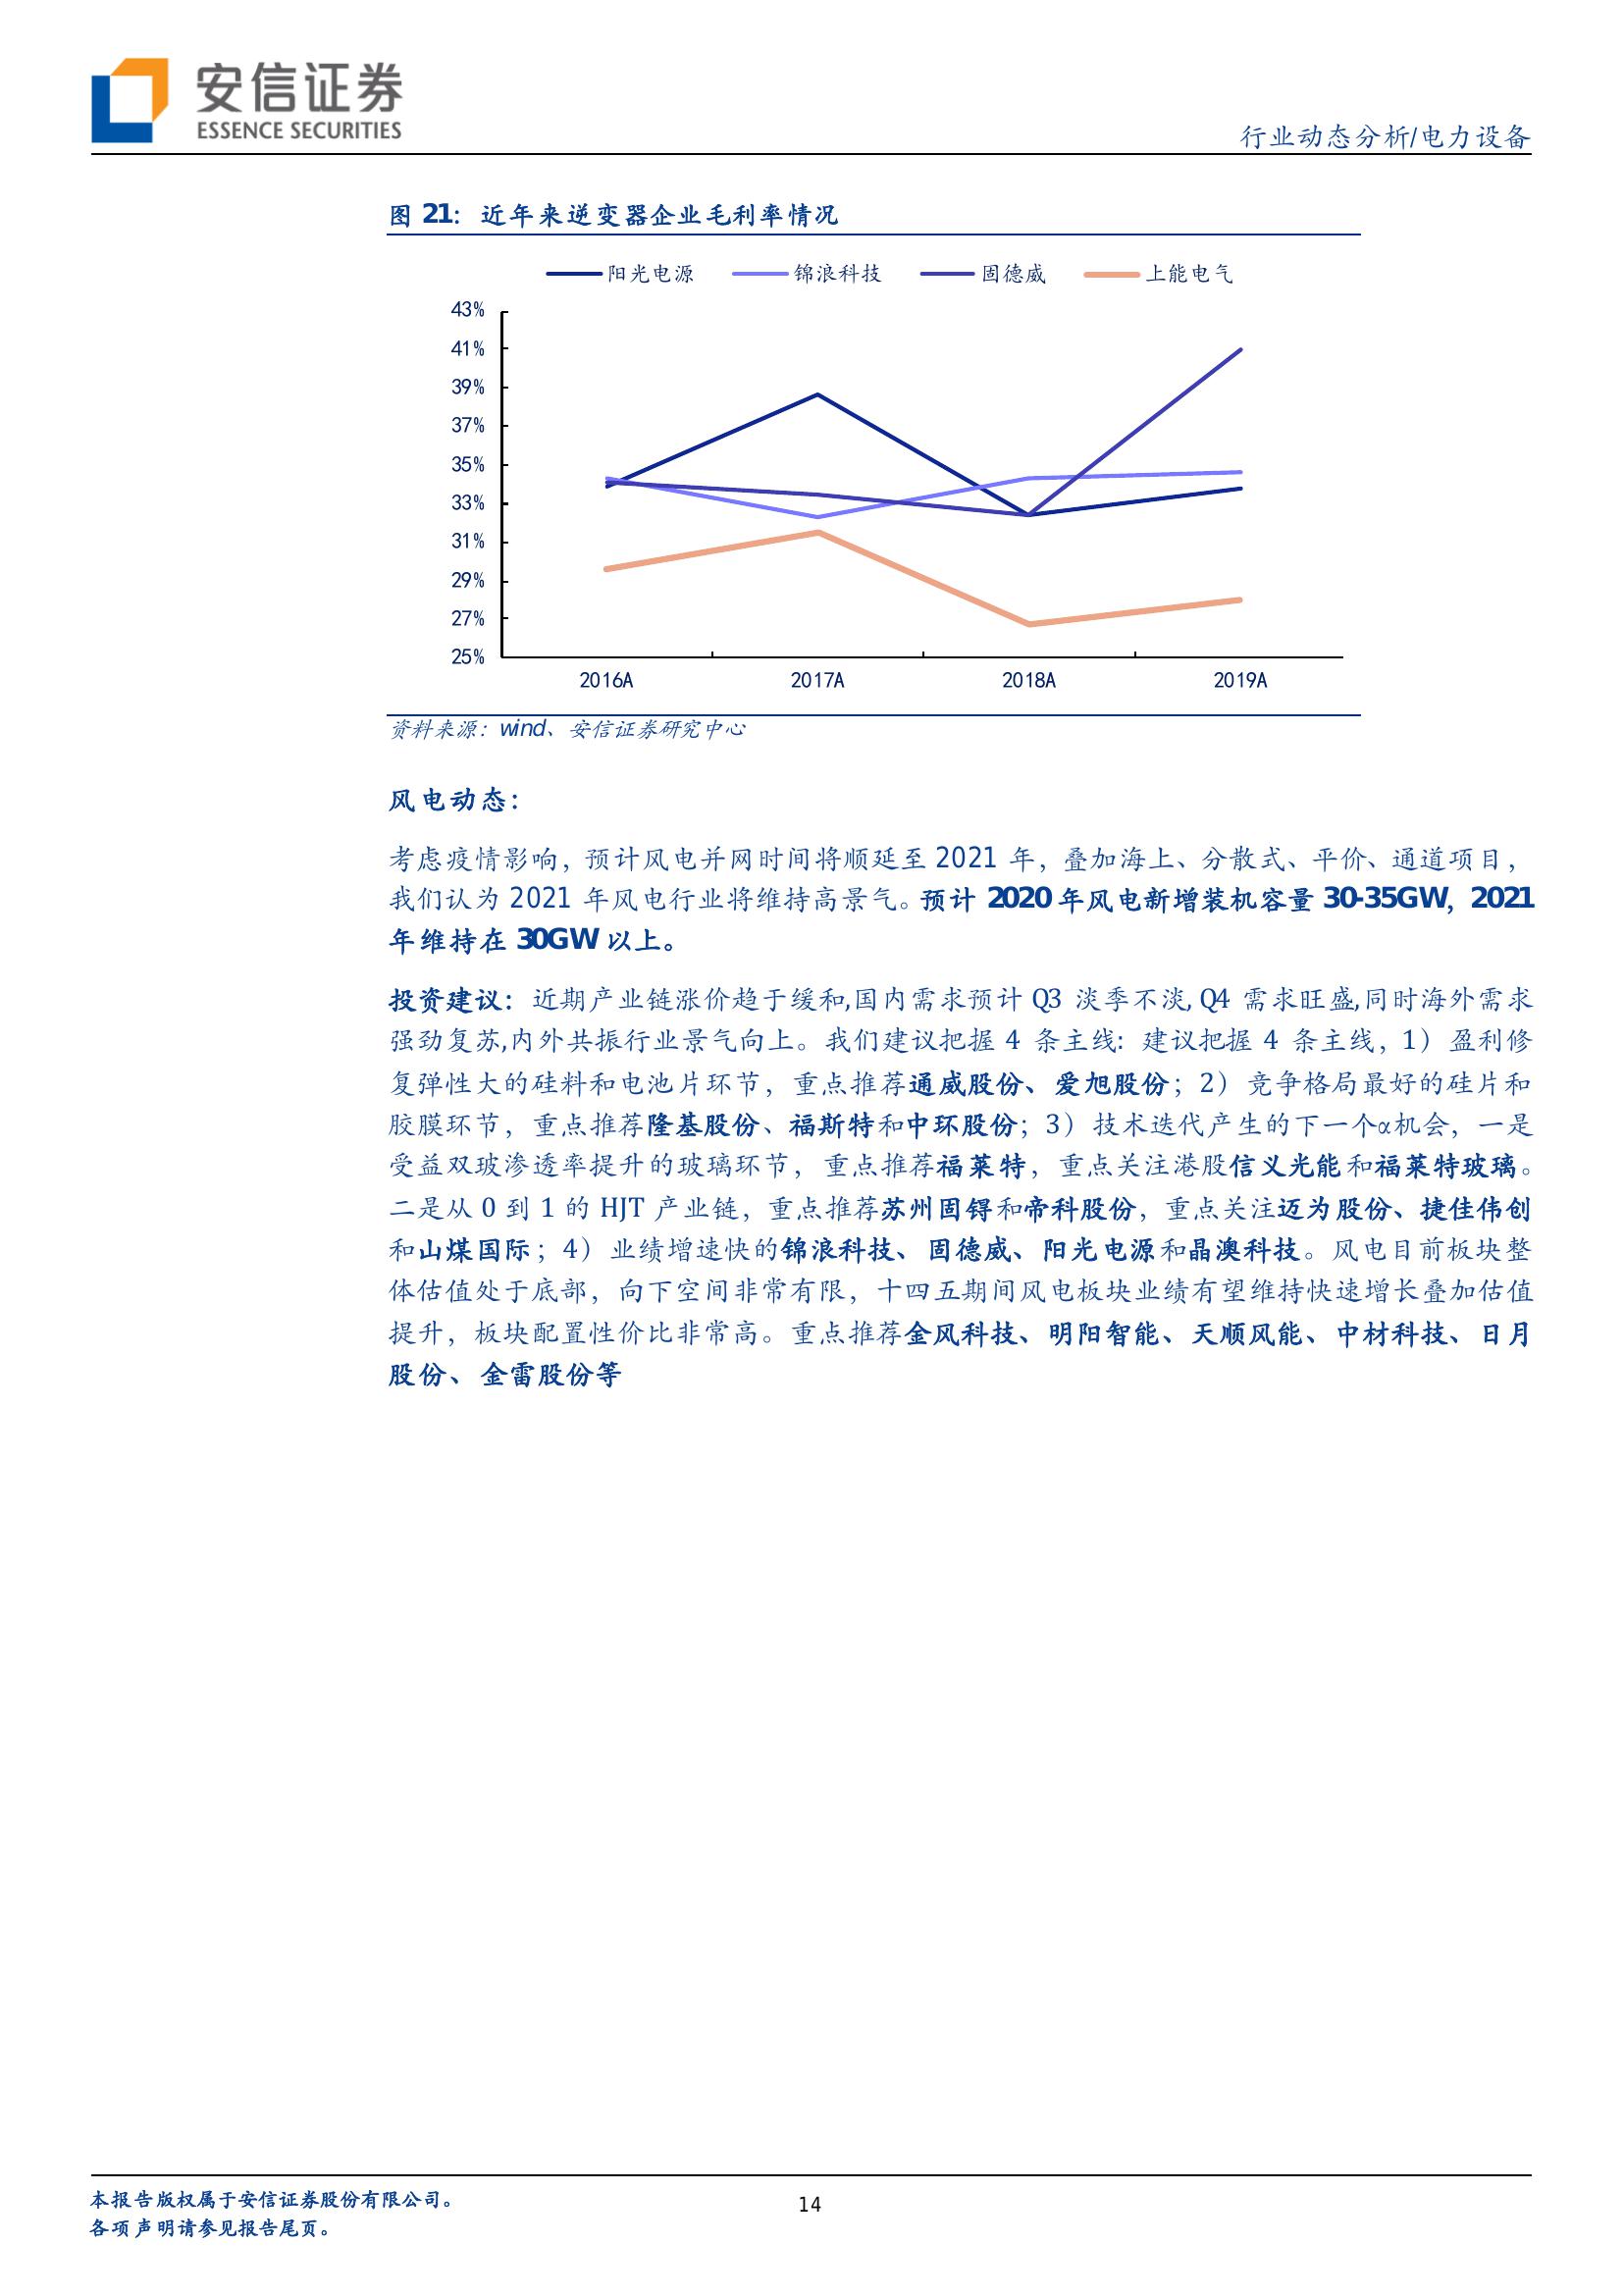 安信证券
ESSENCE SECURITIES
行业动态分析/电力设备
图 21：近年来逆变器企业毛利率情况
阳光电源 锦浪科技 固德威 上能电气
43%
41%
39%
37%
35%
33%
31%
29%
27%
25%
2016A 2017A 2018A 2019A
资料来源：wind、安信证券研究中心
风电动态：
考虑疫情影响，预计风电并网时间将顺延至 2021 年，叠加海上、分散式、平价、通道项目，
我们认为 2021 年风电行业将维持高景气。预计 2020 年风电新增装机容量 30-35GW，2021
年维持在 30GW 以上。
投资建议：近期产业链涨价趋于缓和,国内需求预计 Q3 淡季不淡,Q4 需求旺盛,同时海外需求
强劲复苏,内外共振行业景气向上。我们建议把握 4 条主线：建议把握 4 条主线，1）盈利修
复弹性大的硅料和电池片环节，重点推荐通威股份、爱旭股份；2）竞争格局最好的硅片和
胶膜环节，重点推荐隆基股份、福斯特和中环股份；3）技术迭代产生的下一个α机会，一是
受益双玻渗透率提升的玻璃环节，重点推荐福莱特，重点关注港股信义光能和福莱特玻璃。
二是从 0 到 1 的 HJT 产业链，重点推荐苏州固锝和帝科股份，重点关注迈为股份、捷佳伟创
和山煤国际；4）业绩增速快的锦浪科技、固德威、阳光电源和晶澳科技。风电目前板块整
体估值处于底部，向下空间非常有限，十四五期间风电板块业绩有望维持快速增长叠加估值
提升，板块配置性价比非常高。重点推荐金风科技、明阳智能、天顺风能、中材科技、日月
股份、金雷股份等
本报告版权属于安信证券股份有限公司。
各项声明请参见报告尾页。
14